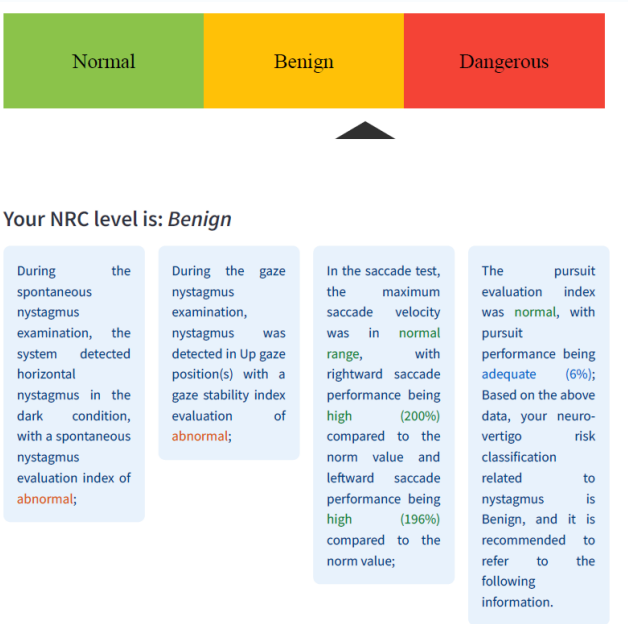 Normal
Benign
Dangerous
Your NRC level is: Benign
During the
spontaneous
nystagmus
examination, the
system detected
horizontal
nystagmus in the
dark condition,
with a spontaneous
nystagmus
evaluation index of
abnormal;
During the gaze
nystagmus
examination,
nystagmus was
detected in Up gaze
position(s) with a
gaze stability index
evaluation of
abnormal;
In the saccade test,
the maximum
saccade velocity
was in normal
range, with
rightward saccade
performance being
high (200%)
compared to the
norm value and
leftward saccade
performance being
high (196%)
compared to the
norm value;
The pursuit
evaluation index
was normal, with
pursuit
performance being
adequate (6%);
Based on the above
data, your neuro-
vertigo risk
classification
related to
nystagmus is
Benign, and it is
recommended to
refer to the
following
information.